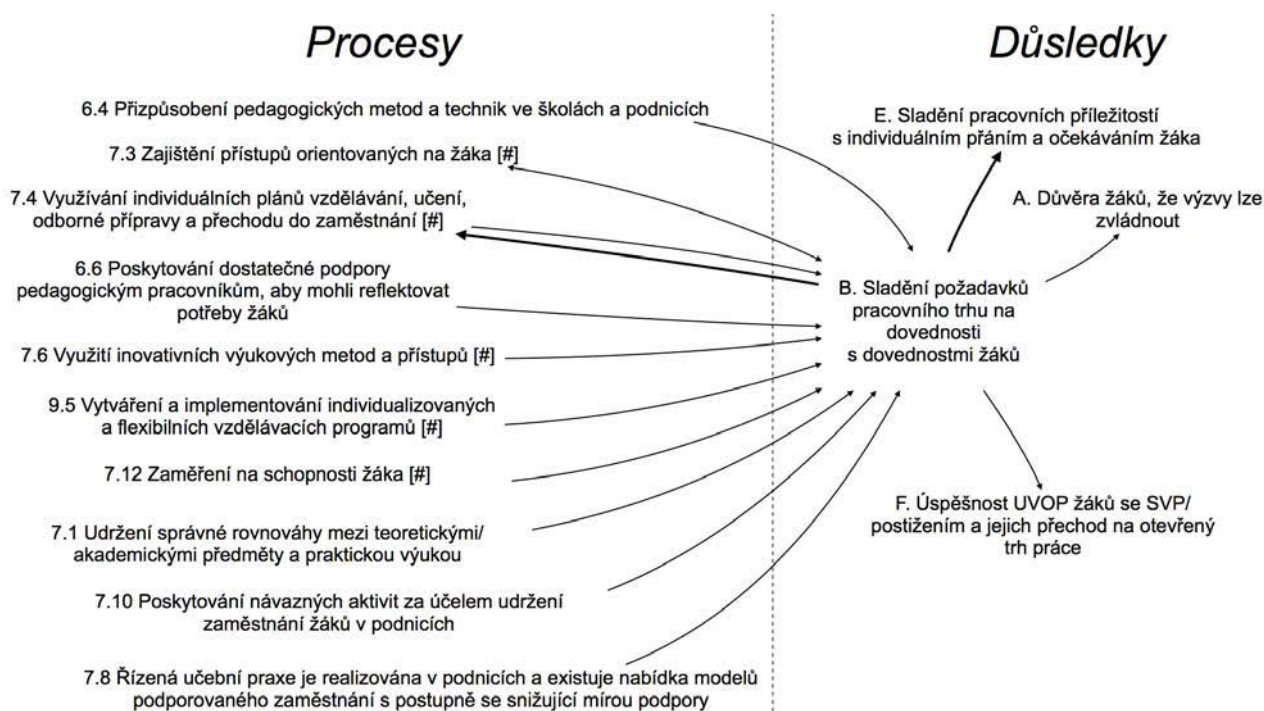 Procesy
6.4 Přizpůsobení pedagogických metod a technik ve školách a podnicích
7.3 Zajištění přístupů orientovaných na žáka [#]
7.4 Využívání individuálních plánů vzdělávání, učení,
odborné přípravy a přechodu do zaměstnání [#]
6.6 Poskytování dostatečné podpory
pedagogickým pracovníkům, aby mohli reflektovat
potřeby žáků
7.6 Využití inovativních výukových metod a přístupů [#]
9.5 Vytváření a implementování individualizovaných
a flexibilních vzdělávacích programů [#]
7.12 Zaměření na schopnosti žáka [#]
7.1 Udržení správné rovnováhy mezi teoretickými/
akademickými předměty a praktickou výukou
7.10 Poskytování návazných aktivit za účelem udržení
zaměstnání žáků v podnicích
7.8 Řízená učební praxe je realizována v podnicích a existuje nabídka modelů
podporovaného zaměstnání s postupně se snižující mírou podpory
Důsledky
E. Sladění pracovních příležitostí
s individuálním přáním a očekáváním žáka
A. Důvěra žáků, že výzvy lze
zvládnout
B. Sladění požadavků
pracovního trhu na
dovednosti
s dovednostmi žáků
F. Úspěšnost UVOP žáků se SVP/
postižením a jejich přechod na otevřený
trh práce